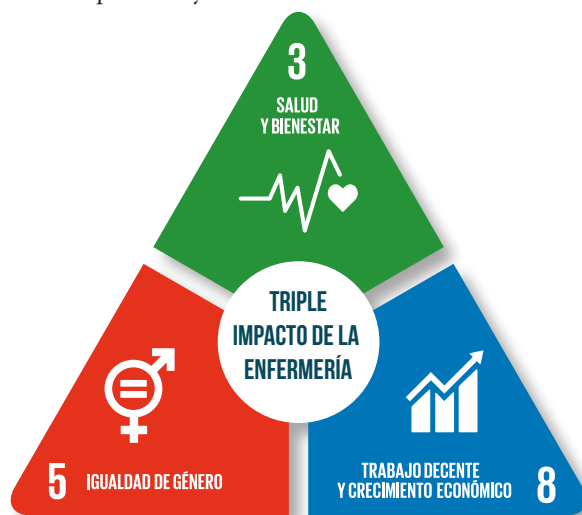 3
SALUD
Y BIENESTAR
TRIPLE
IMPACTO DE LA
ENFERMERÍA
5 IGUALDAD DE GÉNERO
TRABAJO DECENTE
Y CRECIMIENTO ECONÓMICO 8